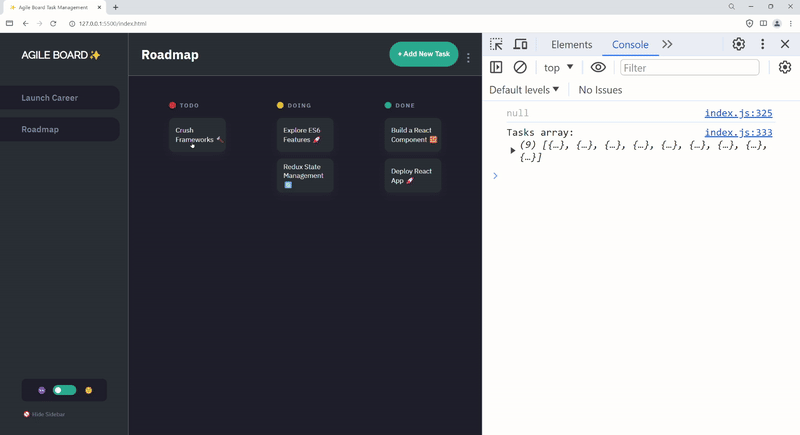 ✨ Agile Board Task Management
127.0.0.1:5500/index.html
AGILE BOARD ✨
Launch Career
Roadmap
🚫 Hide Sidebar
Roadmap
+ Add New Task
TODO
Crush
Frameworks 🔨
DOING
Explore ES6
Features 🚀
Redux State
Management
🔄
DONE
Build a React
Component
Deploy React
App 🚀
Elements
Console
top
Filter
Default levels
No Issues
null index.js:325
Tasks array: index.js:333
(9) [{…}, {…}, {…}, {…}, {…}, {…}, {…}, {…},
{…}]